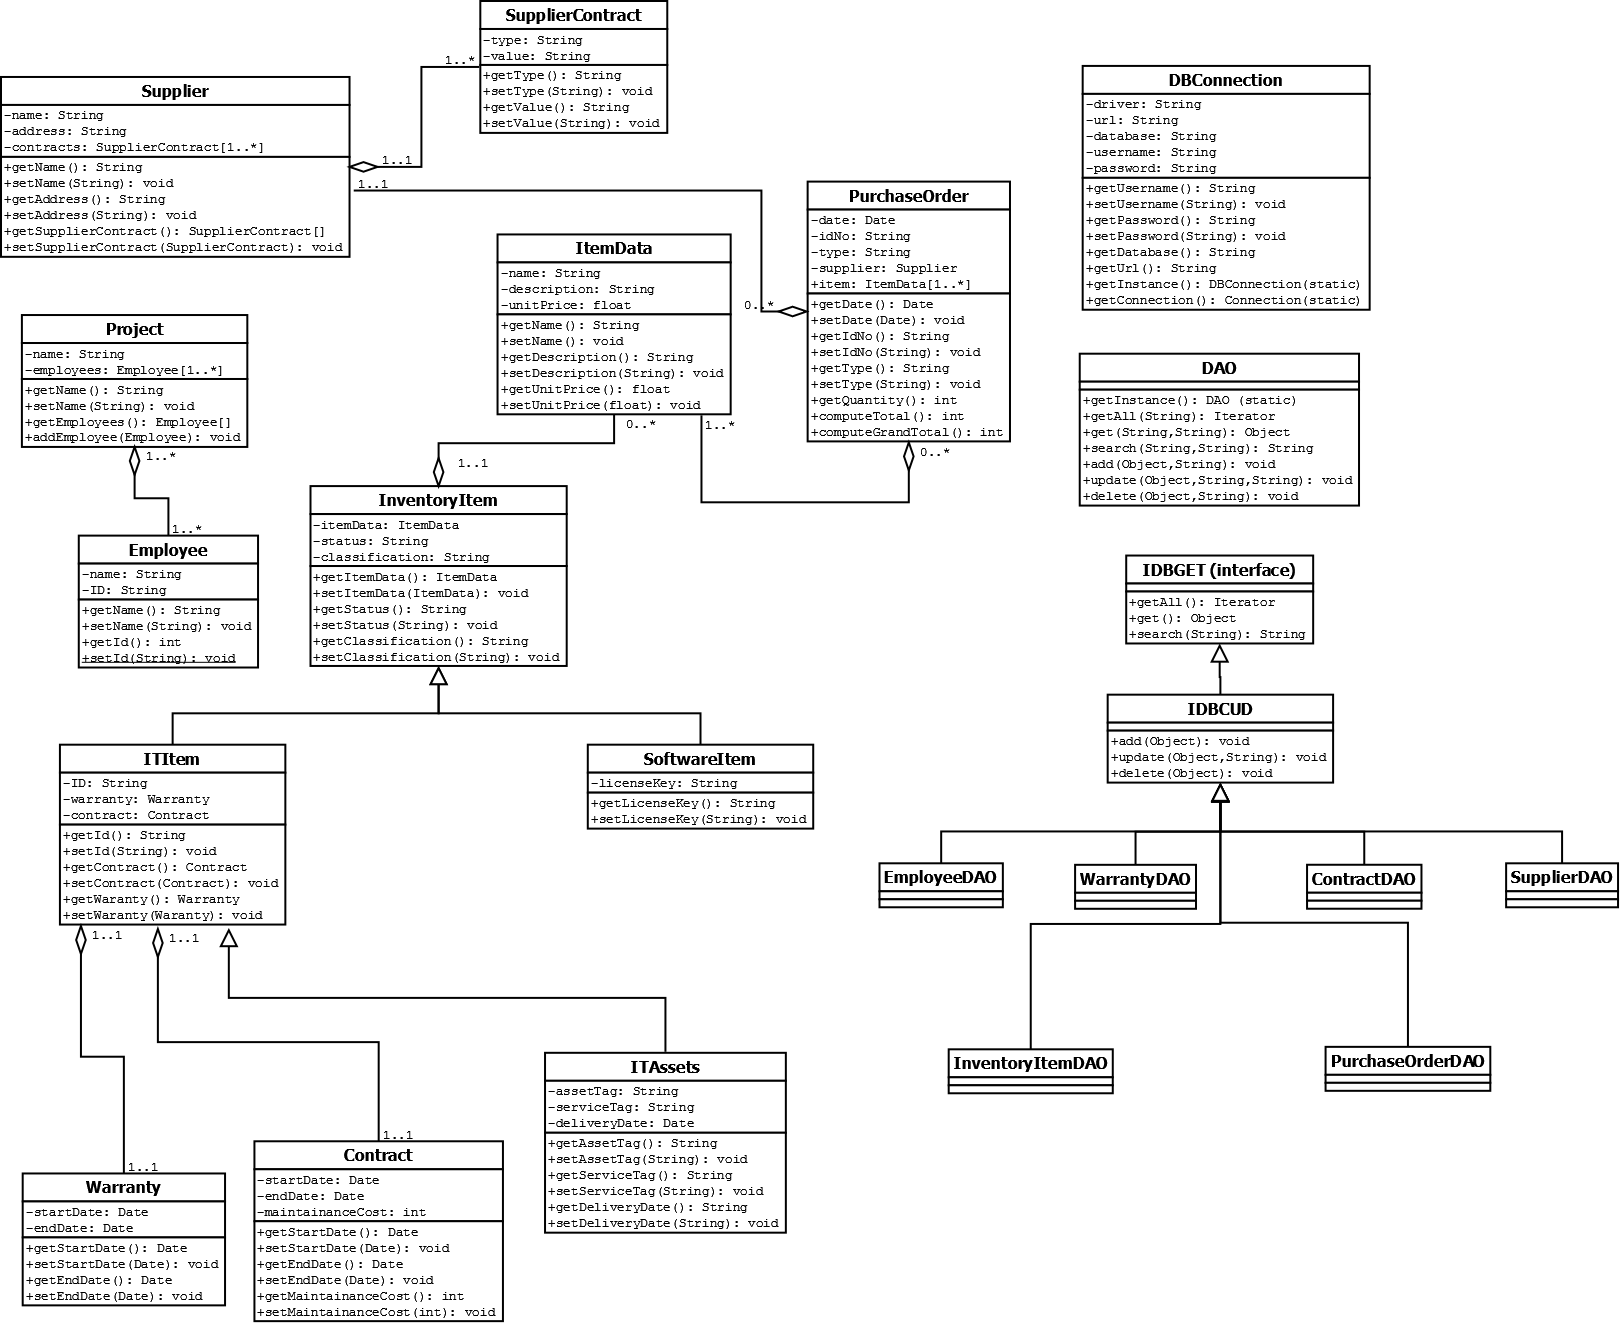 SupplierContract
-type: String
-value: String
+getType(): String
+setType(String): void
+getValue(): String
+setValue(String): void
1..*
Supplier
-name: String
-address: String
-contracts: SupplierContract[1..*]
+getName(): String
+setName(String): void
+getAddress(): String
+setAddress(String): void
+getSupplierContract(): SupplierContract[]
+setSupplierContract(SupplierContract): void
1..1
1..1
DBConnection
-driver: String
-url: String
-database: String
-username: String
-password: String
+getUsername(): String
+setUsername(String): void
+getPassword(): String
+setPassword(String): void
+getDatabase(): String
+getUrl(): String
+getInstance(): DBConnection(static)
+getConnection(): Connection(static)
PurchaseOrder
-date: Date
-idNo: String
-type: String
-supplier: Supplier
+item: ItemData[1..*]
+getDate(): Date
+setDate(Date): void
+getIdNo(): String
+setIdNo(String): void
+getType(): String
+setType(String): void
+getQuantity(): int
+computeTotal(): int
+computeGrandTotal(): int
0..*
0..*
ItemData
-name: String
-description: String
-unitPrice: float
+getName(): String
+setName(): void
+getDescription(): String
+setDescription(String): void
+getUnitPrice(): float
+setUnitPrice(float): void
0..*
1..*
Project
-name: String
-employees: Employee[1..*]
+getName(): String
+setName(String): void
+getEmployees(): Employee[]
+addEmployee(Employee): void
1..*
1..*
Employee
-name: String
-ID: String
+getName(): String
+setName(String): void
+getId(): int
+setId(String): void
1..1
InventoryItem
-itemData: ItemData
-status: String
-classification: String
+getItemData(): ItemData
+setItemData(ItemData): void
+getStatus(): String
+setStatus(String): void
+getClassification(): String
+setClassification(String): void
DAO
+getInstance(): DAO (static)
+getAll(String): Iterator
+get(String,String): Object
+search(String,String): String
+add(Object,String): void
+update(Object,String,String): void
+delete(Object,String): void
IDBGET (interface)
+getAll(): Iterator
+get(): Object
+search(String): String
IDBCUD
+add(Object): void
+update(Object,String): void
+delete(Object): void
ITItem
-ID: String
-warranty: Warranty
-contract: Contract
+getId(): String
+setId(String): void
+getContract(): Contract
+setContract(Contract): void
+getWaranty(): Warranty
+setWaranty(Waranty): void
1..1
1..1
SoftwareItem
-licenseKey: String
+getLicenseKey(): String
+setLicenseKey(String): void
EmployeeDAO
WarrantyDAO
ContractDAO
SupplierDAO
InventoryItemDAO
PurchaseOrderDAO
ITAssets
-assetTag: String
-serviceTag: String
-deliveryDate: Date
+getAssetTag(): String
+setAssetTag(String): void
+getServiceTag(): String
+setServiceTag(String): void
+getDeliveryDate(): String
+setDeliveryDate(String): void
1..1
Contract
-startDate: Date
-endDate: Date
-maintainanceCost: int
+getStartDate(): Date
+setStartDate(Date): void
+getEndDate(): Date
+setEndDate(Date): void
+getMaintainanceCost(): int
+setMaintainanceCost(int): void
1..1
Warranty
-startDate: Date
-endDate: Date
+getStartDate(): Date
+setStartDate(Date): void
+getEndDate(): Date
+setEndDate(Date): void